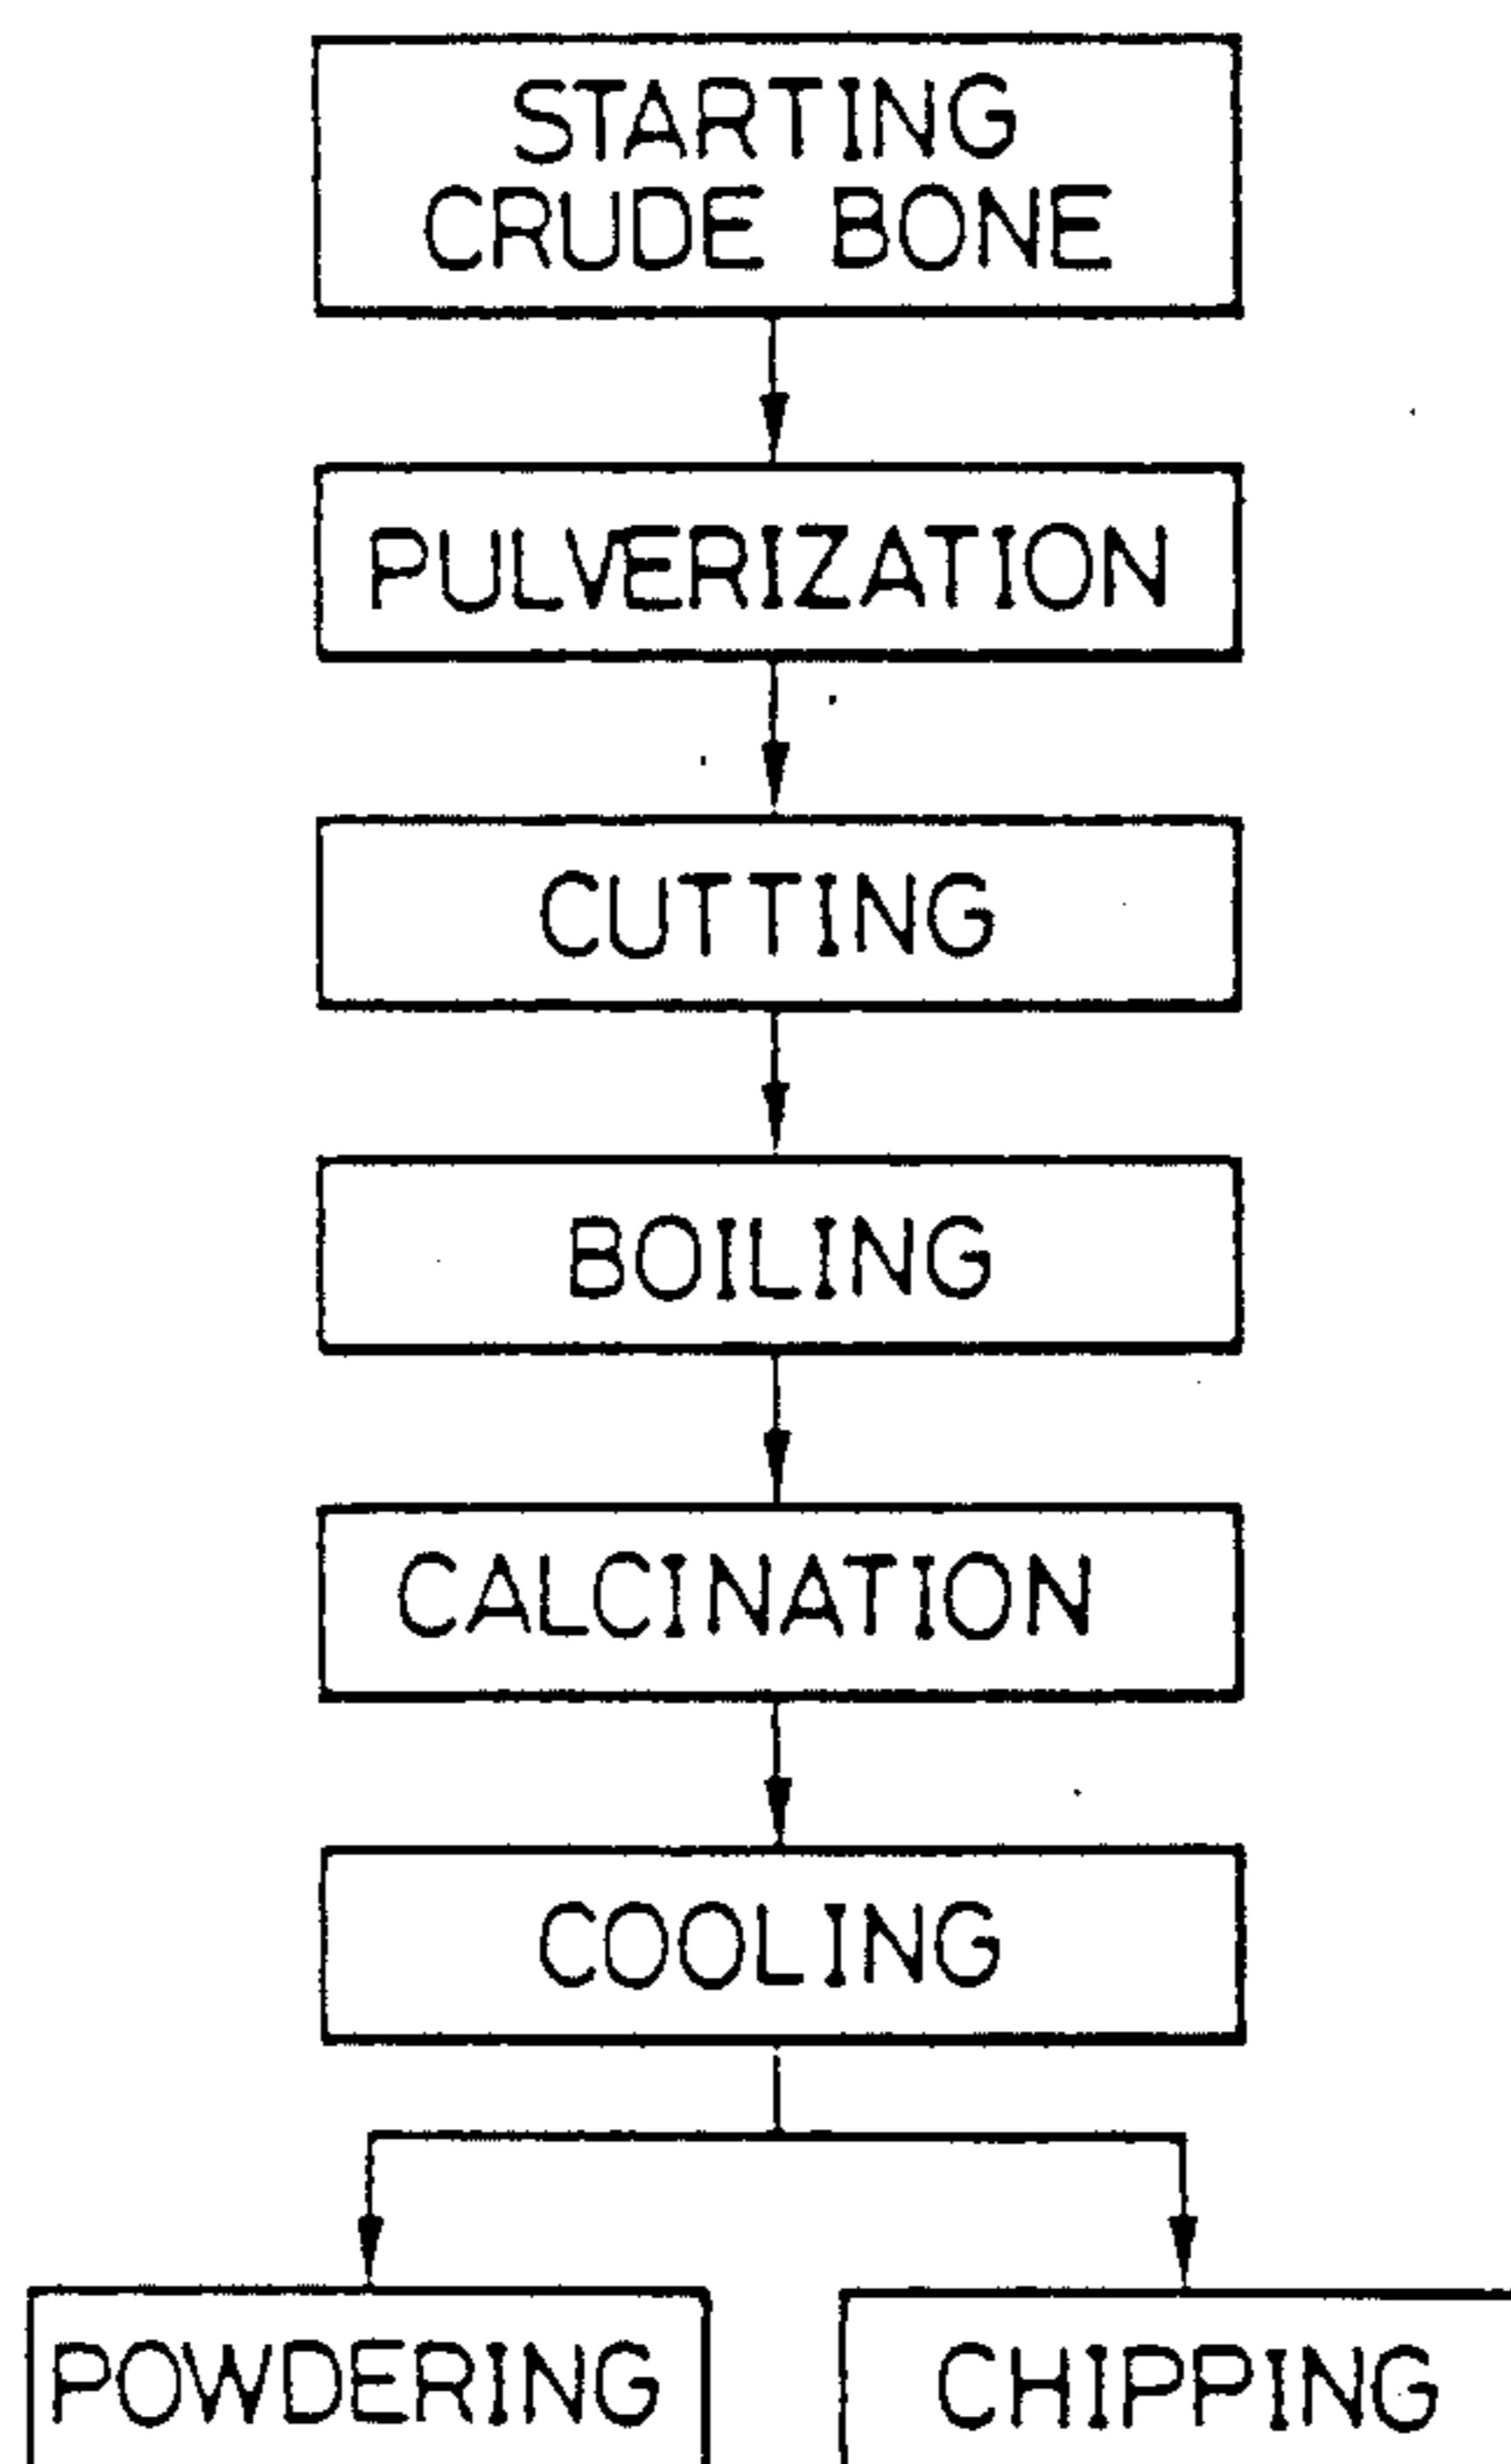 STARTING
CRUDE BONE
PULVERIZATION
CUTTING
BOILING
CALCINATION
COOLING
POWDERING
CHIPPING